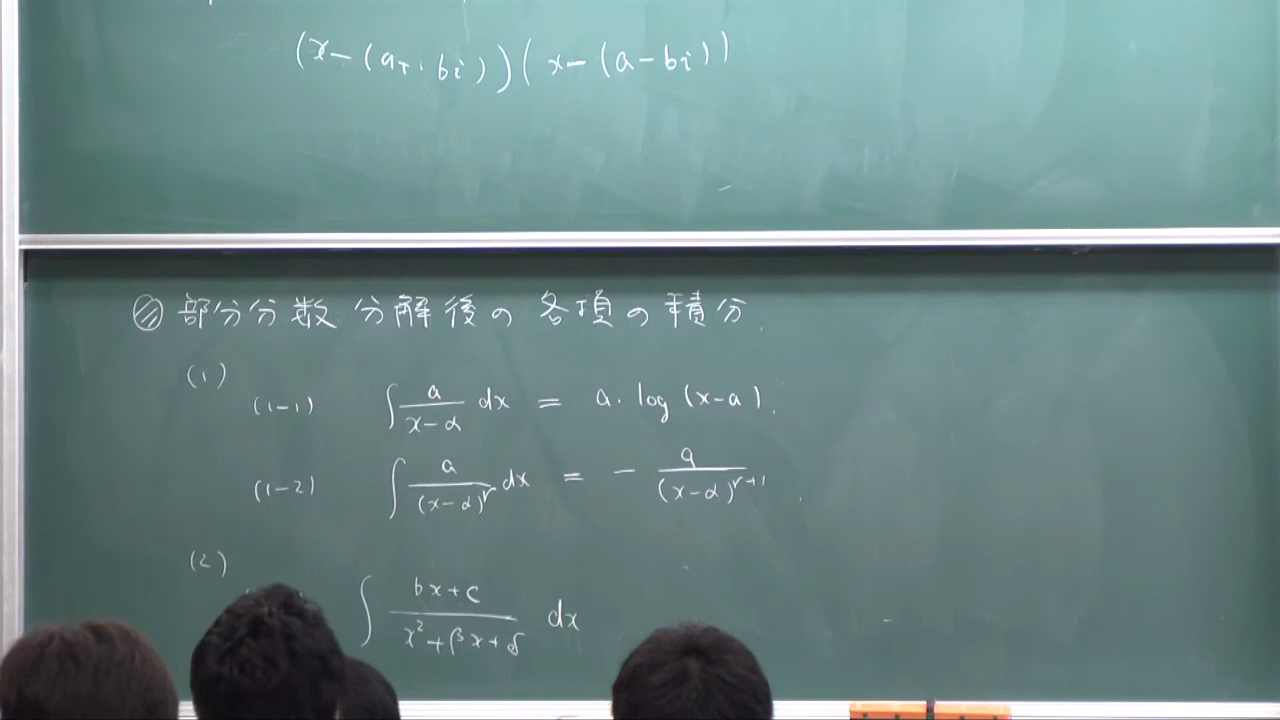 (x-(a+bi))(x-(a-bi))
部分分数分解後の各項の積分.
(1)
(1-1) ∫ a/(x-α) dx = a・log(x-a).
(1-2) ∫ a/(x-α)^r dx = - a/(x-α)^{r+1}.
(2)
∫ (bx+c)/(x²+βx+δ) dx